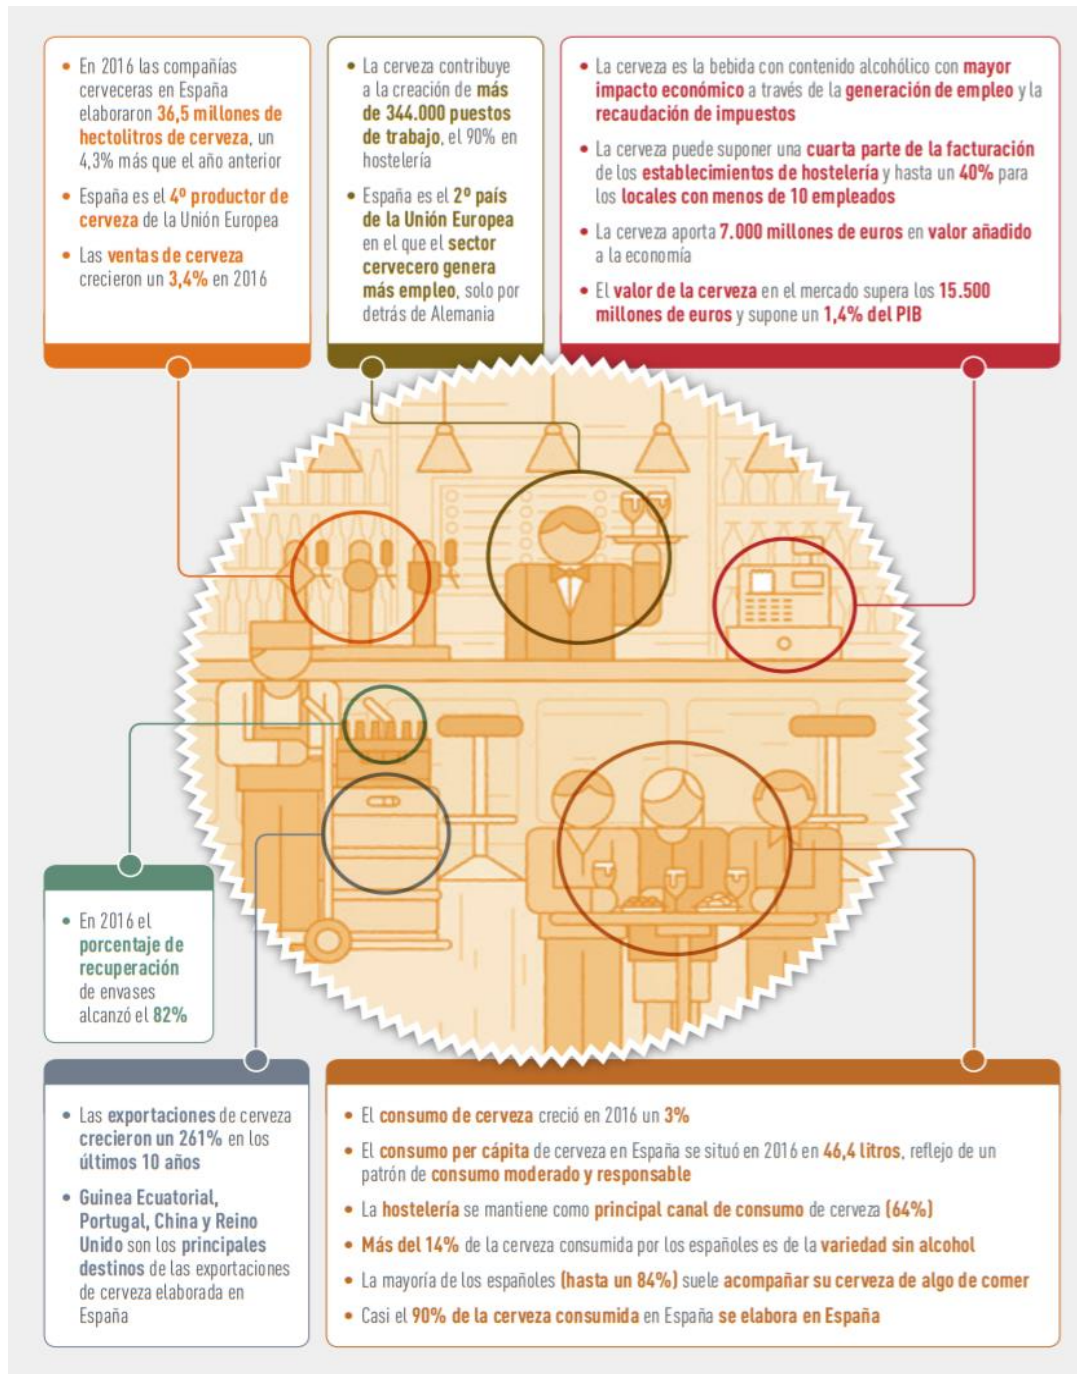 • En 2016 las compañías
cerveceras en España
elaboraron 36,5 millones de
hectolitros de cerveza, un
4,3% más que el año anterior
• España es el 4º productor de
cerveza de la Unión Europea
• Las ventas de cerveza
crecieron un 3,4% en 2016
• La cerveza contribuye
a la creación de más
de 344.000 puestos
de trabajo, el 90% en
hostelería
• España es el 2º país
de la Unión Europea
en el que el sector
cervecero genera
más empleo, solo por
detrás de Alemania
• La cerveza es la bebida con contenido alcohólico con mayor
impacto económico a través de la generación de empleo y la
recaudación de impuestos
• La cerveza puede suponer una cuarta parte de la facturación
de los establecimientos de hostelería y hasta un 40% para
los locales con menos de 10 empleados
• La cerveza aporta 7.000 millones de euros en valor añadido
a la economía
• El valor de la cerveza en el mercado supera los 15.500
millones de euros y supone un 1,4% del PIB
• En 2016 el
porcentaje de
recuperación
de envases
alcanzó el 82%
• Las exportaciones de cerveza
crecieron un 261% en los
últimos 10 años
• Guinea Ecuatorial,
Portugal, China y Reino
Unido son los principales
destinos de las exportaciones
de cerveza elaborada en
España
• El consumo de cerveza creció en 2016 un 3%
• El consumo per cápita de cerveza en España se situó en 2016 en 46,4 litros, reflejo de un
patrón de consumo moderado y responsable
• La hostelería se mantiene como principal canal de consumo de cerveza (64%)
• Más del 14% de la cerveza consumida por los españoles es de la variedad sin alcohol
• La mayoría de los españoles (hasta un 84%) suele acompañar su cerveza de algo de comer
• Casi el 90% de la cerveza consumida en España se elabora en España